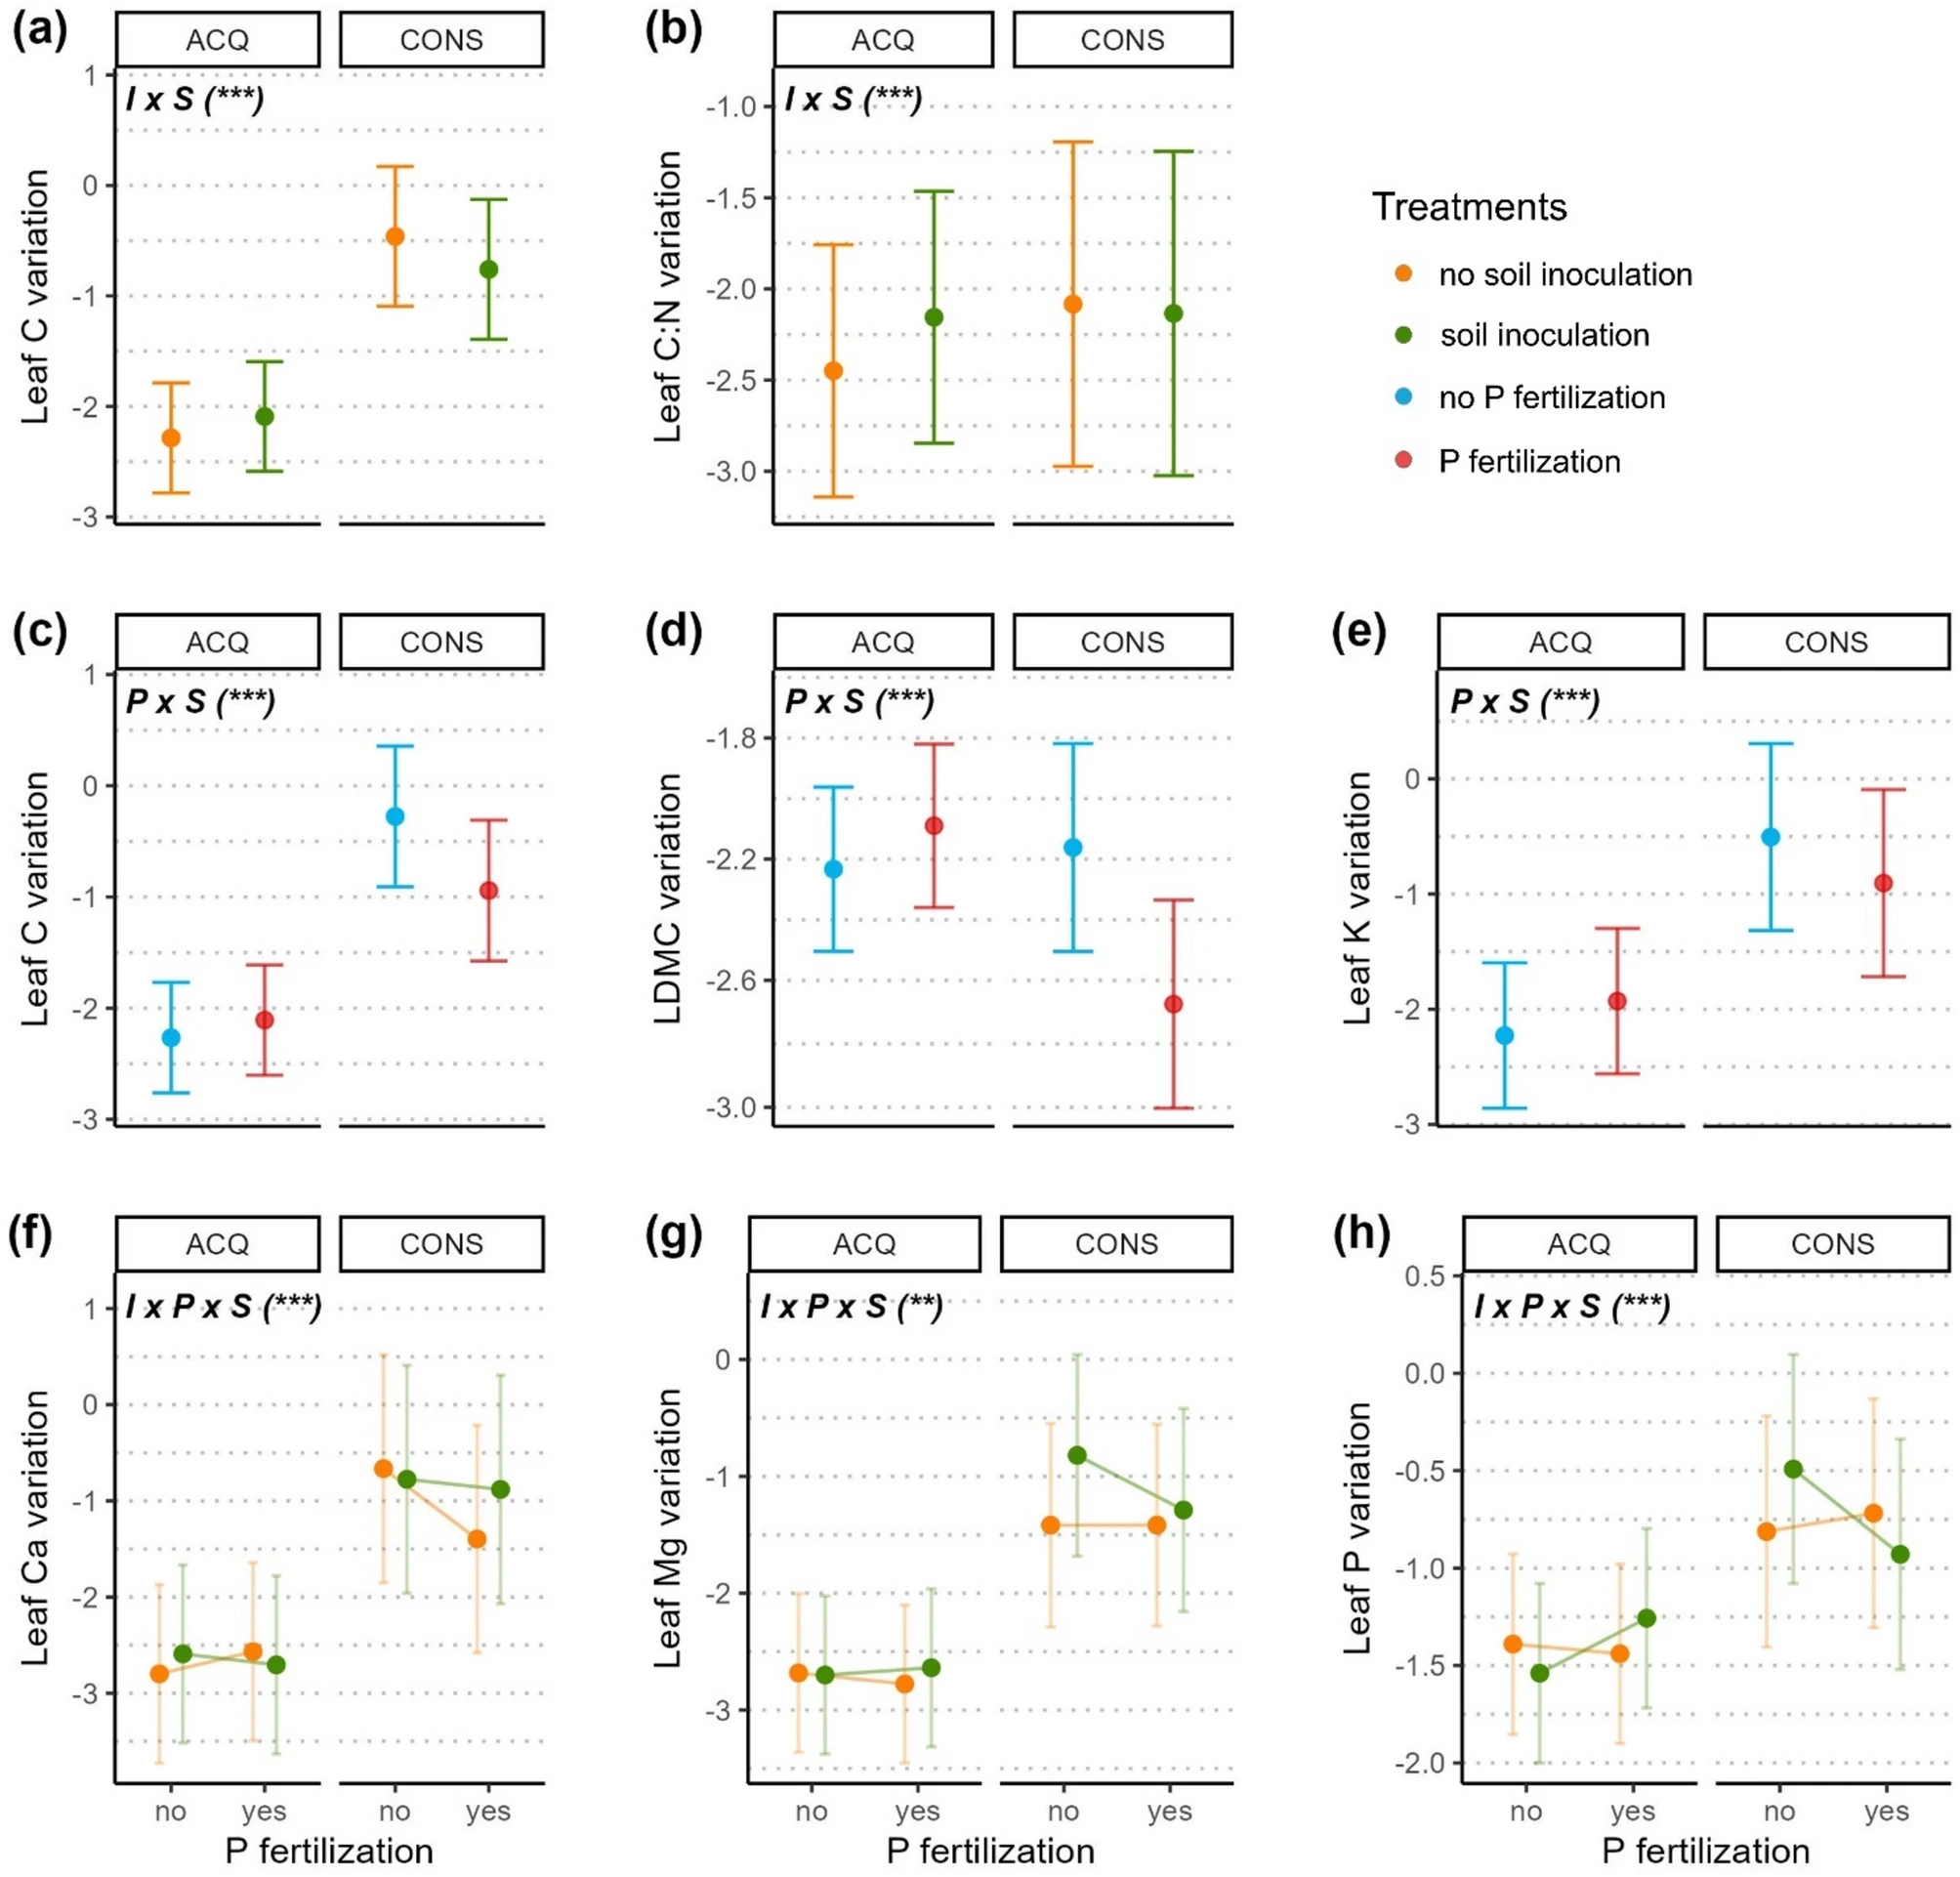 (a)
ACQ
CONS
I x S (***)
Leaf C variation
1
0
-1
-2
-3
(b)
ACQ
CONS
I x S (***)
Leaf C:N variation
-1.0
-1.5
-2.0
-2.5
-3.0
Treatments
no soil inoculation
soil inoculation
no P fertilization
P fertilization
(c)
ACQ
CONS
P x S (***)
Leaf C variation
1
0
-1
-2
-3
(d)
ACQ
CONS
P x S (***)
LDMC variation
-1.8
-2.2
-2.6
-3.0
(e)
ACQ
CONS
P x S (***)
Leaf K variation
0
-1
-2
-3
(f)
ACQ
CONS
I x P x S (***)
Leaf Ca variation
1
0
-1
-2
-3
no yes no yes
P fertilization
(g)
ACQ
CONS
I x P x S (**)
Leaf Mg variation
0
-1
-2
-3
no yes no yes
P fertilization
(h)
ACQ
CONS
I x P x S (***)
Leaf P variation
0.5
0.0
-0.5
-1.0
-1.5
-2.0
no yes no yes
P fertilization